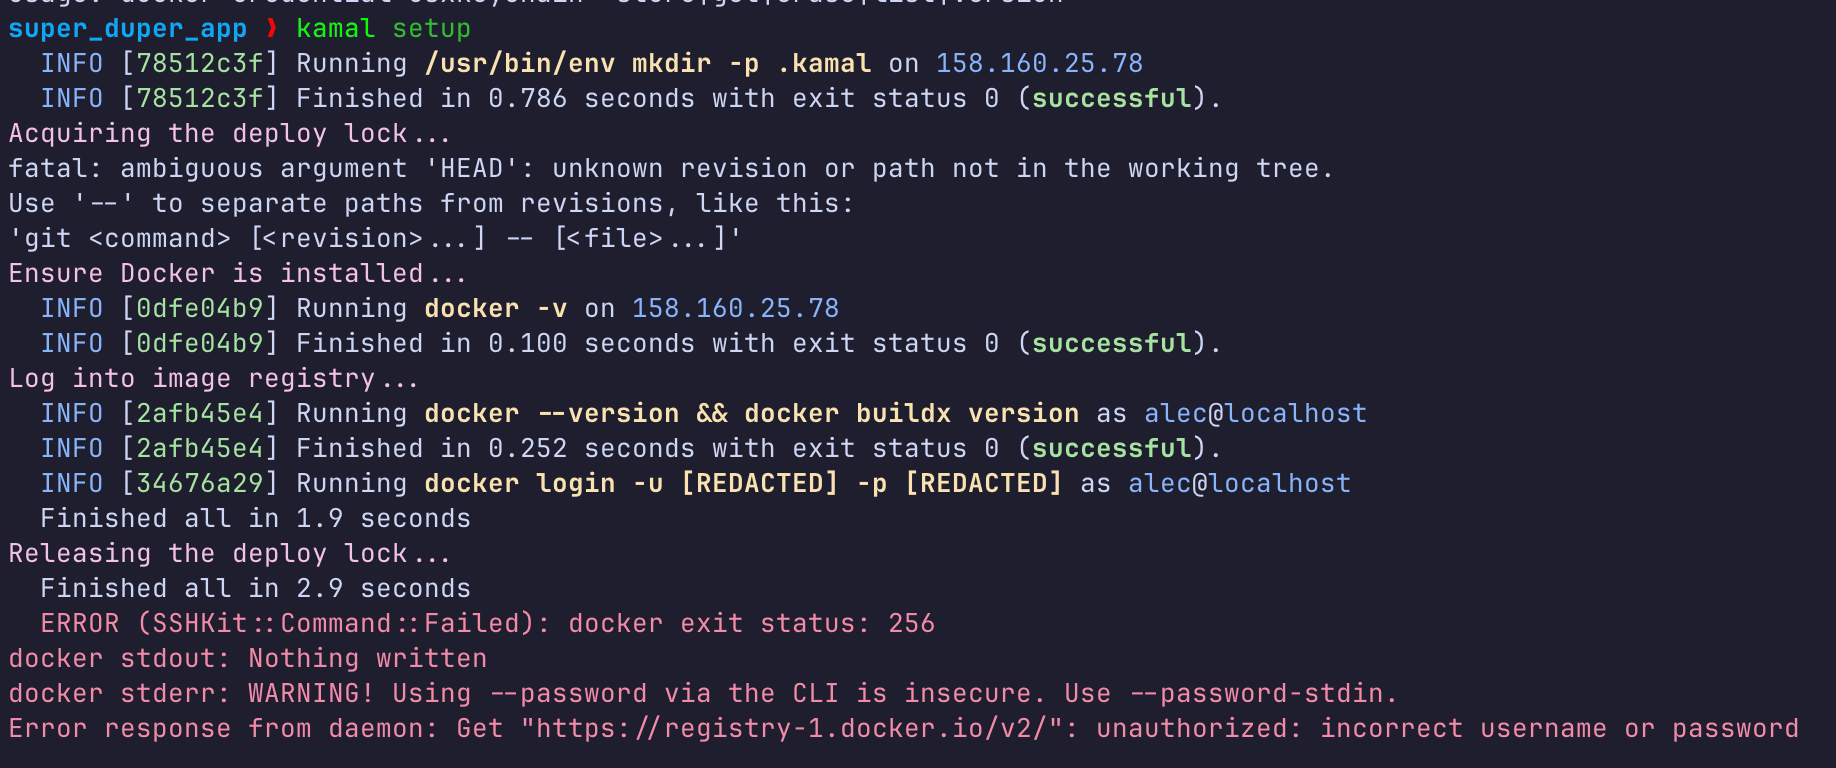 super_duper_app ❯ kamal setup
  INFO [78512c3f] Running /usr/bin/env mkdir -p .kamal on 158.160.25.78
  INFO [78512c3f] Finished in 0.786 seconds with exit status 0 (successful).
Acquiring the deploy lock...
fatal: ambiguous argument 'HEAD': unknown revision or path not in the working tree.
Use '--' to separate paths from revisions, like this:
'git <command> [<revision>...] -- [<file>...]'
Ensure Docker is installed...
  INFO [0dfe04b9] Running docker -v on 158.160.25.78
  INFO [0dfe04b9] Finished in 0.100 seconds with exit status 0 (successful).
Log into image registry...
  INFO [2afb45e4] Running docker --version && docker buildx version as alec@localhost
  INFO [2afb45e4] Finished in 0.252 seconds with exit status 0 (successful).
  INFO [34676a29] Running docker login -u [REDACTED] -p [REDACTED] as alec@localhost
  Finished all in 1.9 seconds
Releasing the deploy lock...
  Finished all in 2.9 seconds
  ERROR (SSHKit::Command::Failed): docker exit status: 256
docker stdout: Nothing written
docker stderr: WARNING! Using --password via the CLI is insecure. Use --password-stdin.
Error response from daemon: Get "https://registry-1.docker.io/v2/": unauthorized: incorrect username or password